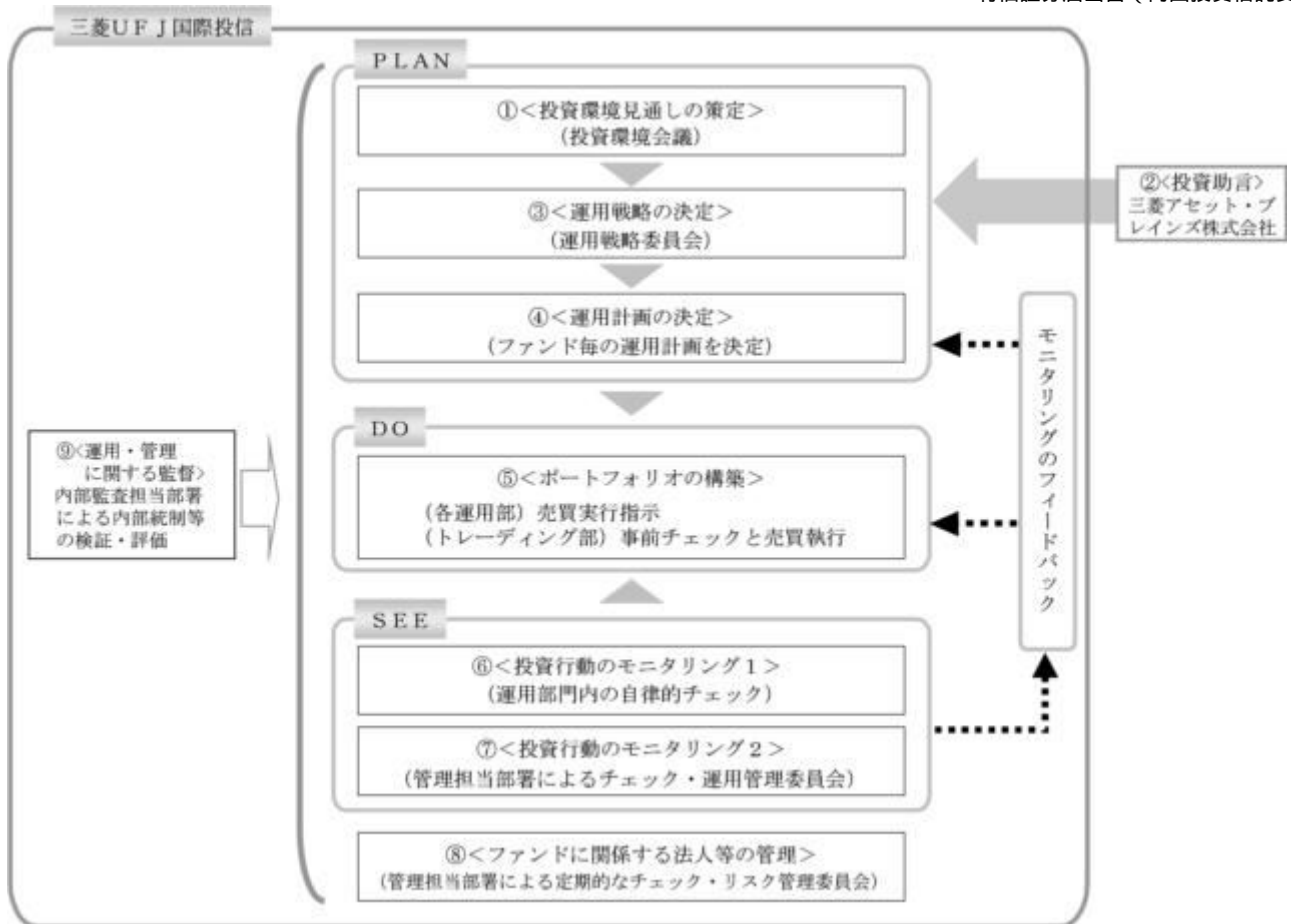 三菱ＵＦＪ国際投信
ＰＬＡＮ
①＜投資環境見通しの策定＞
（投資環境会議）
②＜投資助言＞
三菱アセット・ブ
レインズ株式会社
③＜運用戦略の決定＞
（運用戦略委員会）
④＜運用計画の決定＞
（ファンド毎の運用計画を決定）
モニタリングのフィードバック
ＤＯ
⑤＜ポートフォリオの構築＞
（各運用部）売買実行指示
（トレーディング部）事前チェックと売買執行
⑨＜運用・管理
に関する監督＞
内部監査担当部署
による内部統制等
の検証・評価
ＳＥＥ
⑥＜投資行動のモニタリング１＞
（運用部門内の自律的チェック）
⑦＜投資行動のモニタリング２＞
（管理担当部署によるチェック・運用管理委員会）
⑧＜ファンドに関係する法人等の管理＞
（管理担当部署による定期的なチェック・リスク管理委員会）